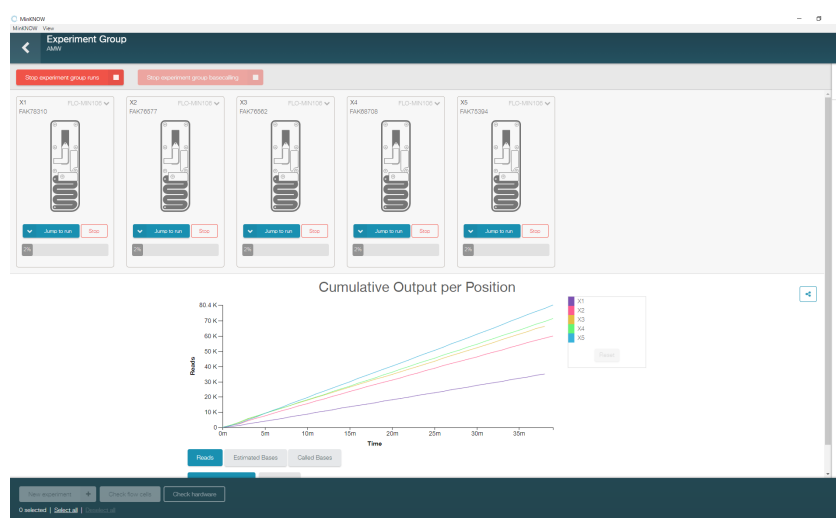 MinKNOW
MinKNOW View
Experiment Group
AMW
Stop experiment group runs
Stop experiment group basecalling
X1 FLO-MIN106
FAK78310
Jump to run Stop
2%
X2 FLO-MIN106
FAK76677
Jump to run Stop
2%
X3 FLO-MIN106
FAK76562
Jump to run Stop
2%
X4 FLO-MIN106
FAK68708
Jump to run Stop
2%
X5 FLO-MIN106
FAK75394
Jump to run Stop
2%
Cumulative Output per Position
80.4 K
70 K
60 K
50 K
40 K
30 K
20 K
10 K
0
Reads
0m 5m 10m 15m 20m 25m 30m 35m
Time
X1
X2
X3
X4
X5
Reads Estimated Bases Called Bases
New experiment Check flow cells Check hardware
0 selected | Select all | Deselect all